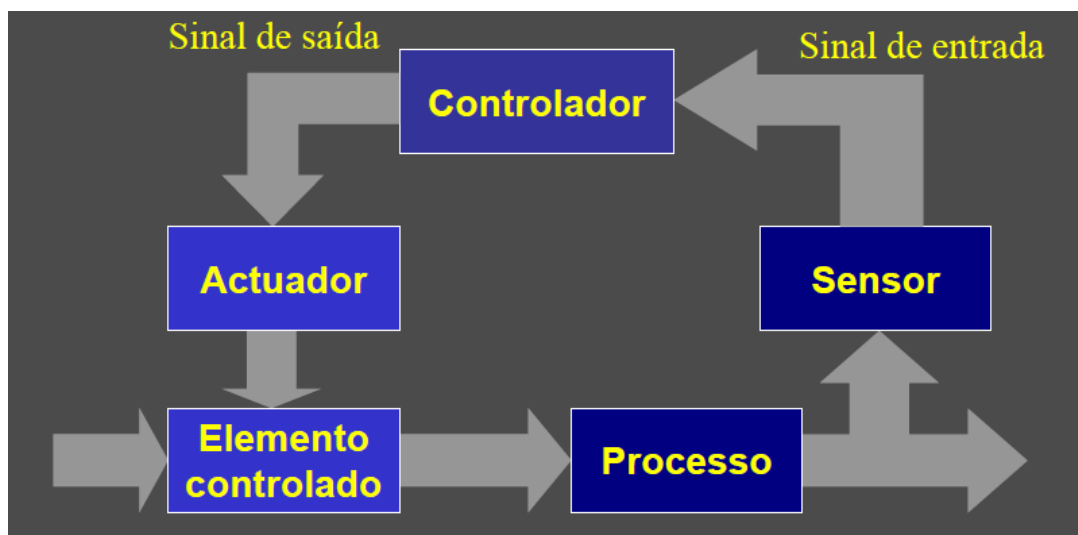 Sinal de saída
Sinal de entrada
Controlador
Actuador
Sensor
Elemento
controlado
Processo